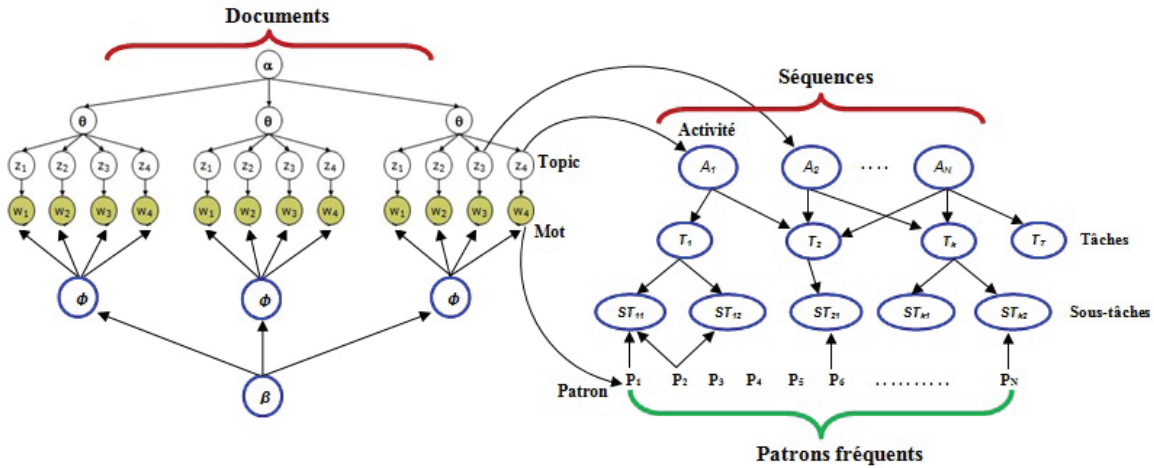 Documents
α
θ θ θ
z1 z2 z3 z4 z1 z2 z3 z4 z1 z2 z3 z4
Topic
w1 w2 w3 w4 w1 w2 w3 w4 w1 w2 w3 w4
Mot
ϕ ϕ ϕ
β
Séquences
Activité
A1 A2 .... AN
T1 T2 Tk TT
Tâches
ST11 ST12 ST21 STk1 STk2
Sous-tâches
Patron
P1 P2 P3 P4 P5 P6 .......... PN
Patrons fréquents